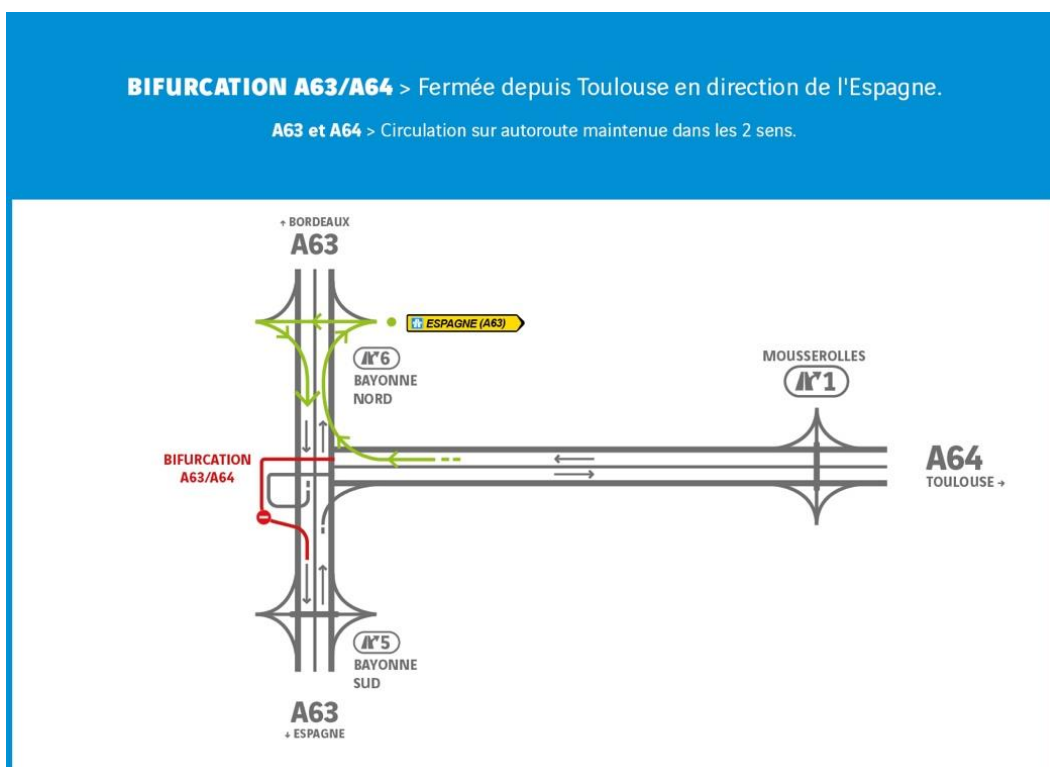 BIFURCATION A63/A64 > Fermée depuis Toulouse en direction de l'Espagne.
A63 et A64 > Circulation sur autoroute maintenue dans les 2 sens.
↑ BORDEAUX
A63
ESPAGNE (A63)
6
BAYONNE
NORD
MOUSSEROLLES
1
BIFURCATION
A63/A64
A64
TOULOUSE →
5
BAYONNE
SUD
A63
↓ ESPAGNE